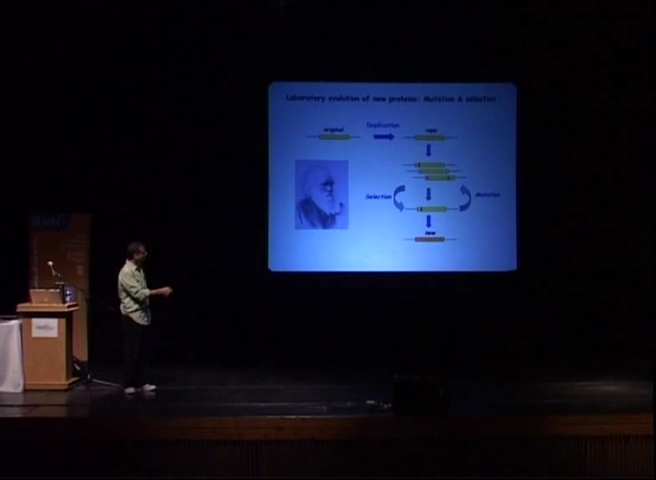 Laboratory evolution of new proteins: Mutation & selection
Duplication
original
copy
Selection
Mutation
new